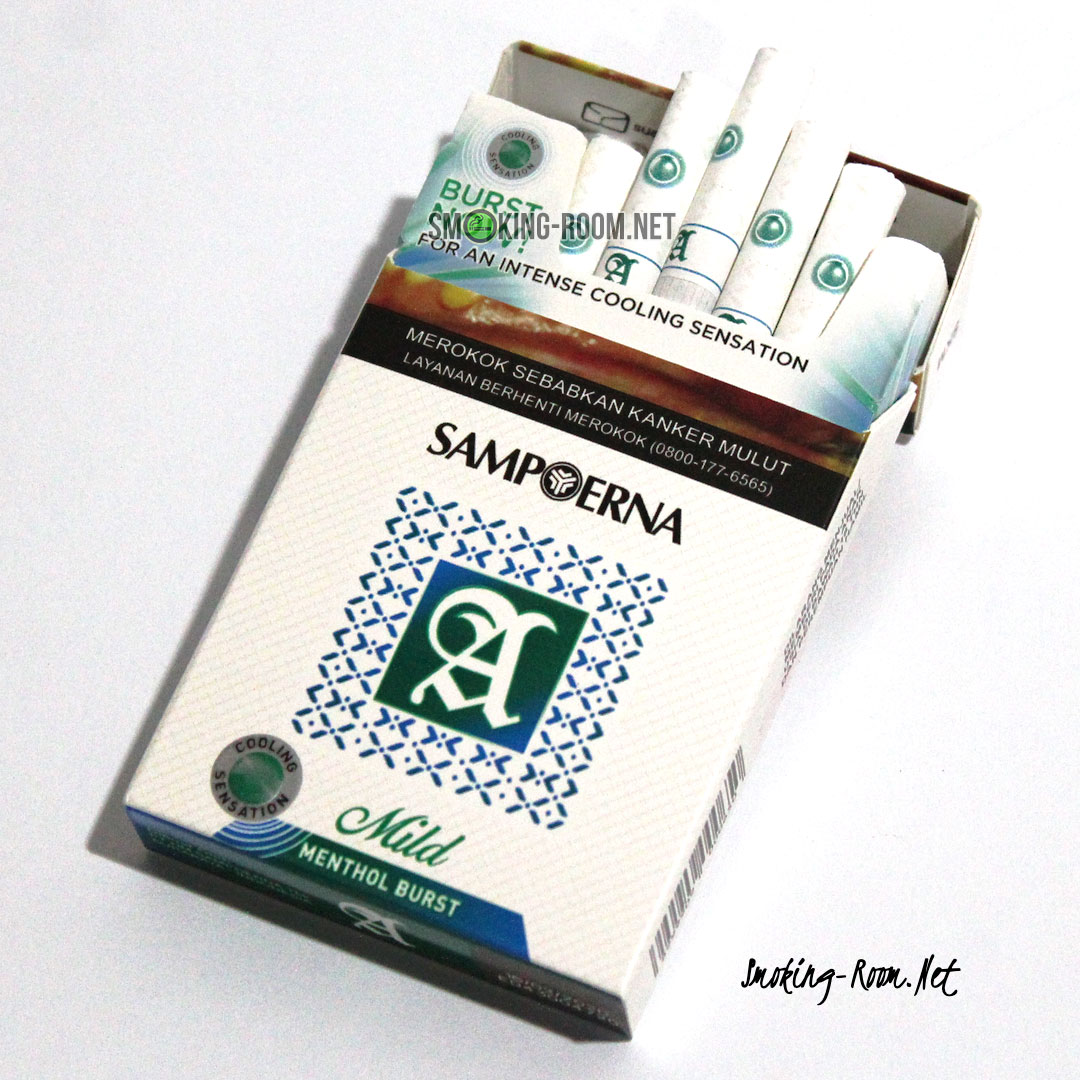 COOLING
SENSATION
BURST
NOW!
SMOKING-ROOM.NET
FOR AN INTENSE COOLING SENSATION
A
A
MEROKOK SEBABKAN KANKER MULUT
LAYANAN BERHENTI MEROKOK (0800-177-6565)
SAMPOERNA
A
COOLING
SENSATION
Mild
MENTHOL BURST
A
Smoking-Room.Net